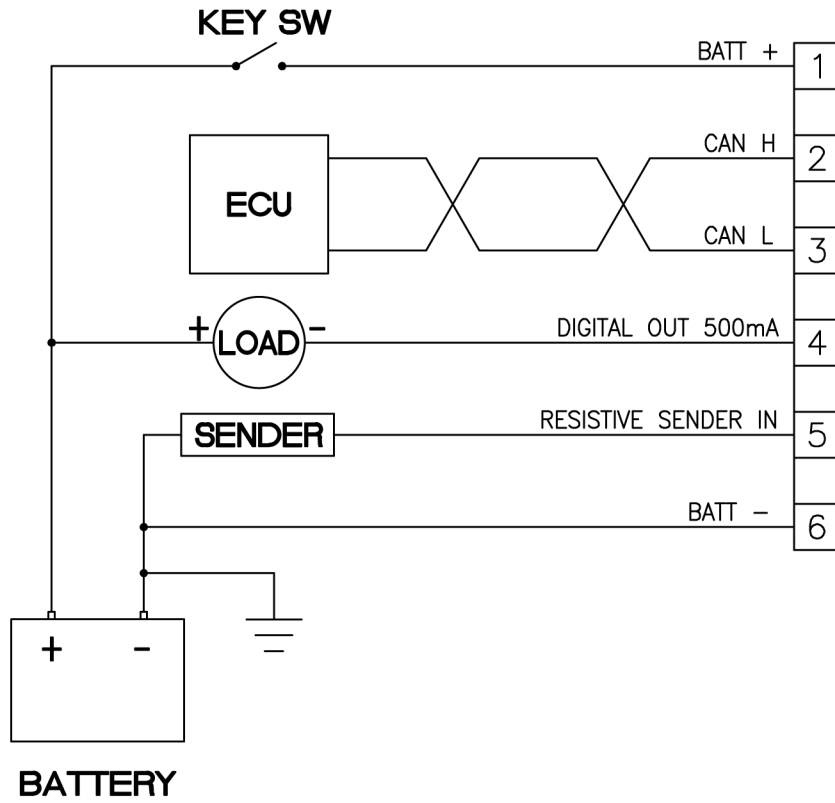 KEY SW
BATT + 1
CAN H 2
ECU
CAN L 3
+ LOAD - DIGITAL OUT 500mA 4
SENDER RESISTIVE SENDER IN 5
BATT - 6
+ -
BATTERY